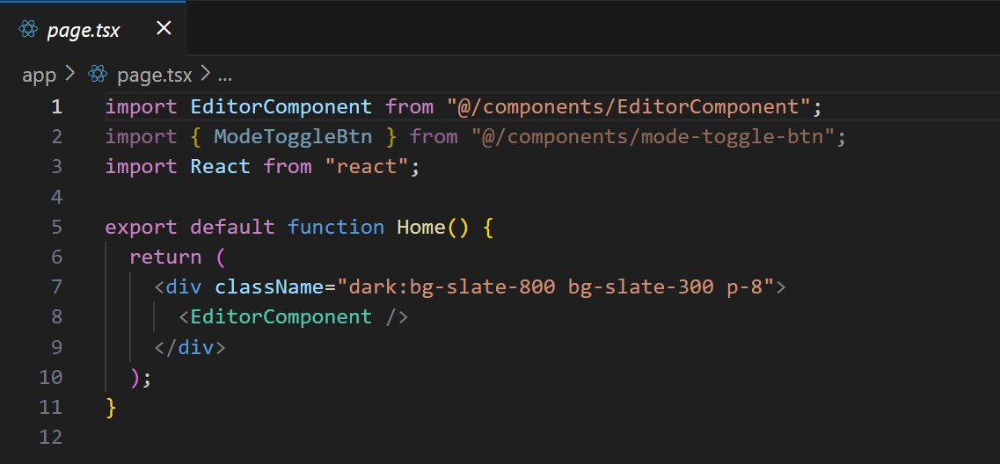 page.tsx ×
app > page.tsx > ...
1 import EditorComponent from "@/components/EditorComponent";
2 import { ModeToggleBtn } from "@/components/mode-toggle-btn";
3 import React from "react";
4
5 export default function Home() {
6   return (
7     <div className="dark:bg-slate-800 bg-slate-300 p-8">
8       <EditorComponent />
9     </div>
10   );
11 }
12